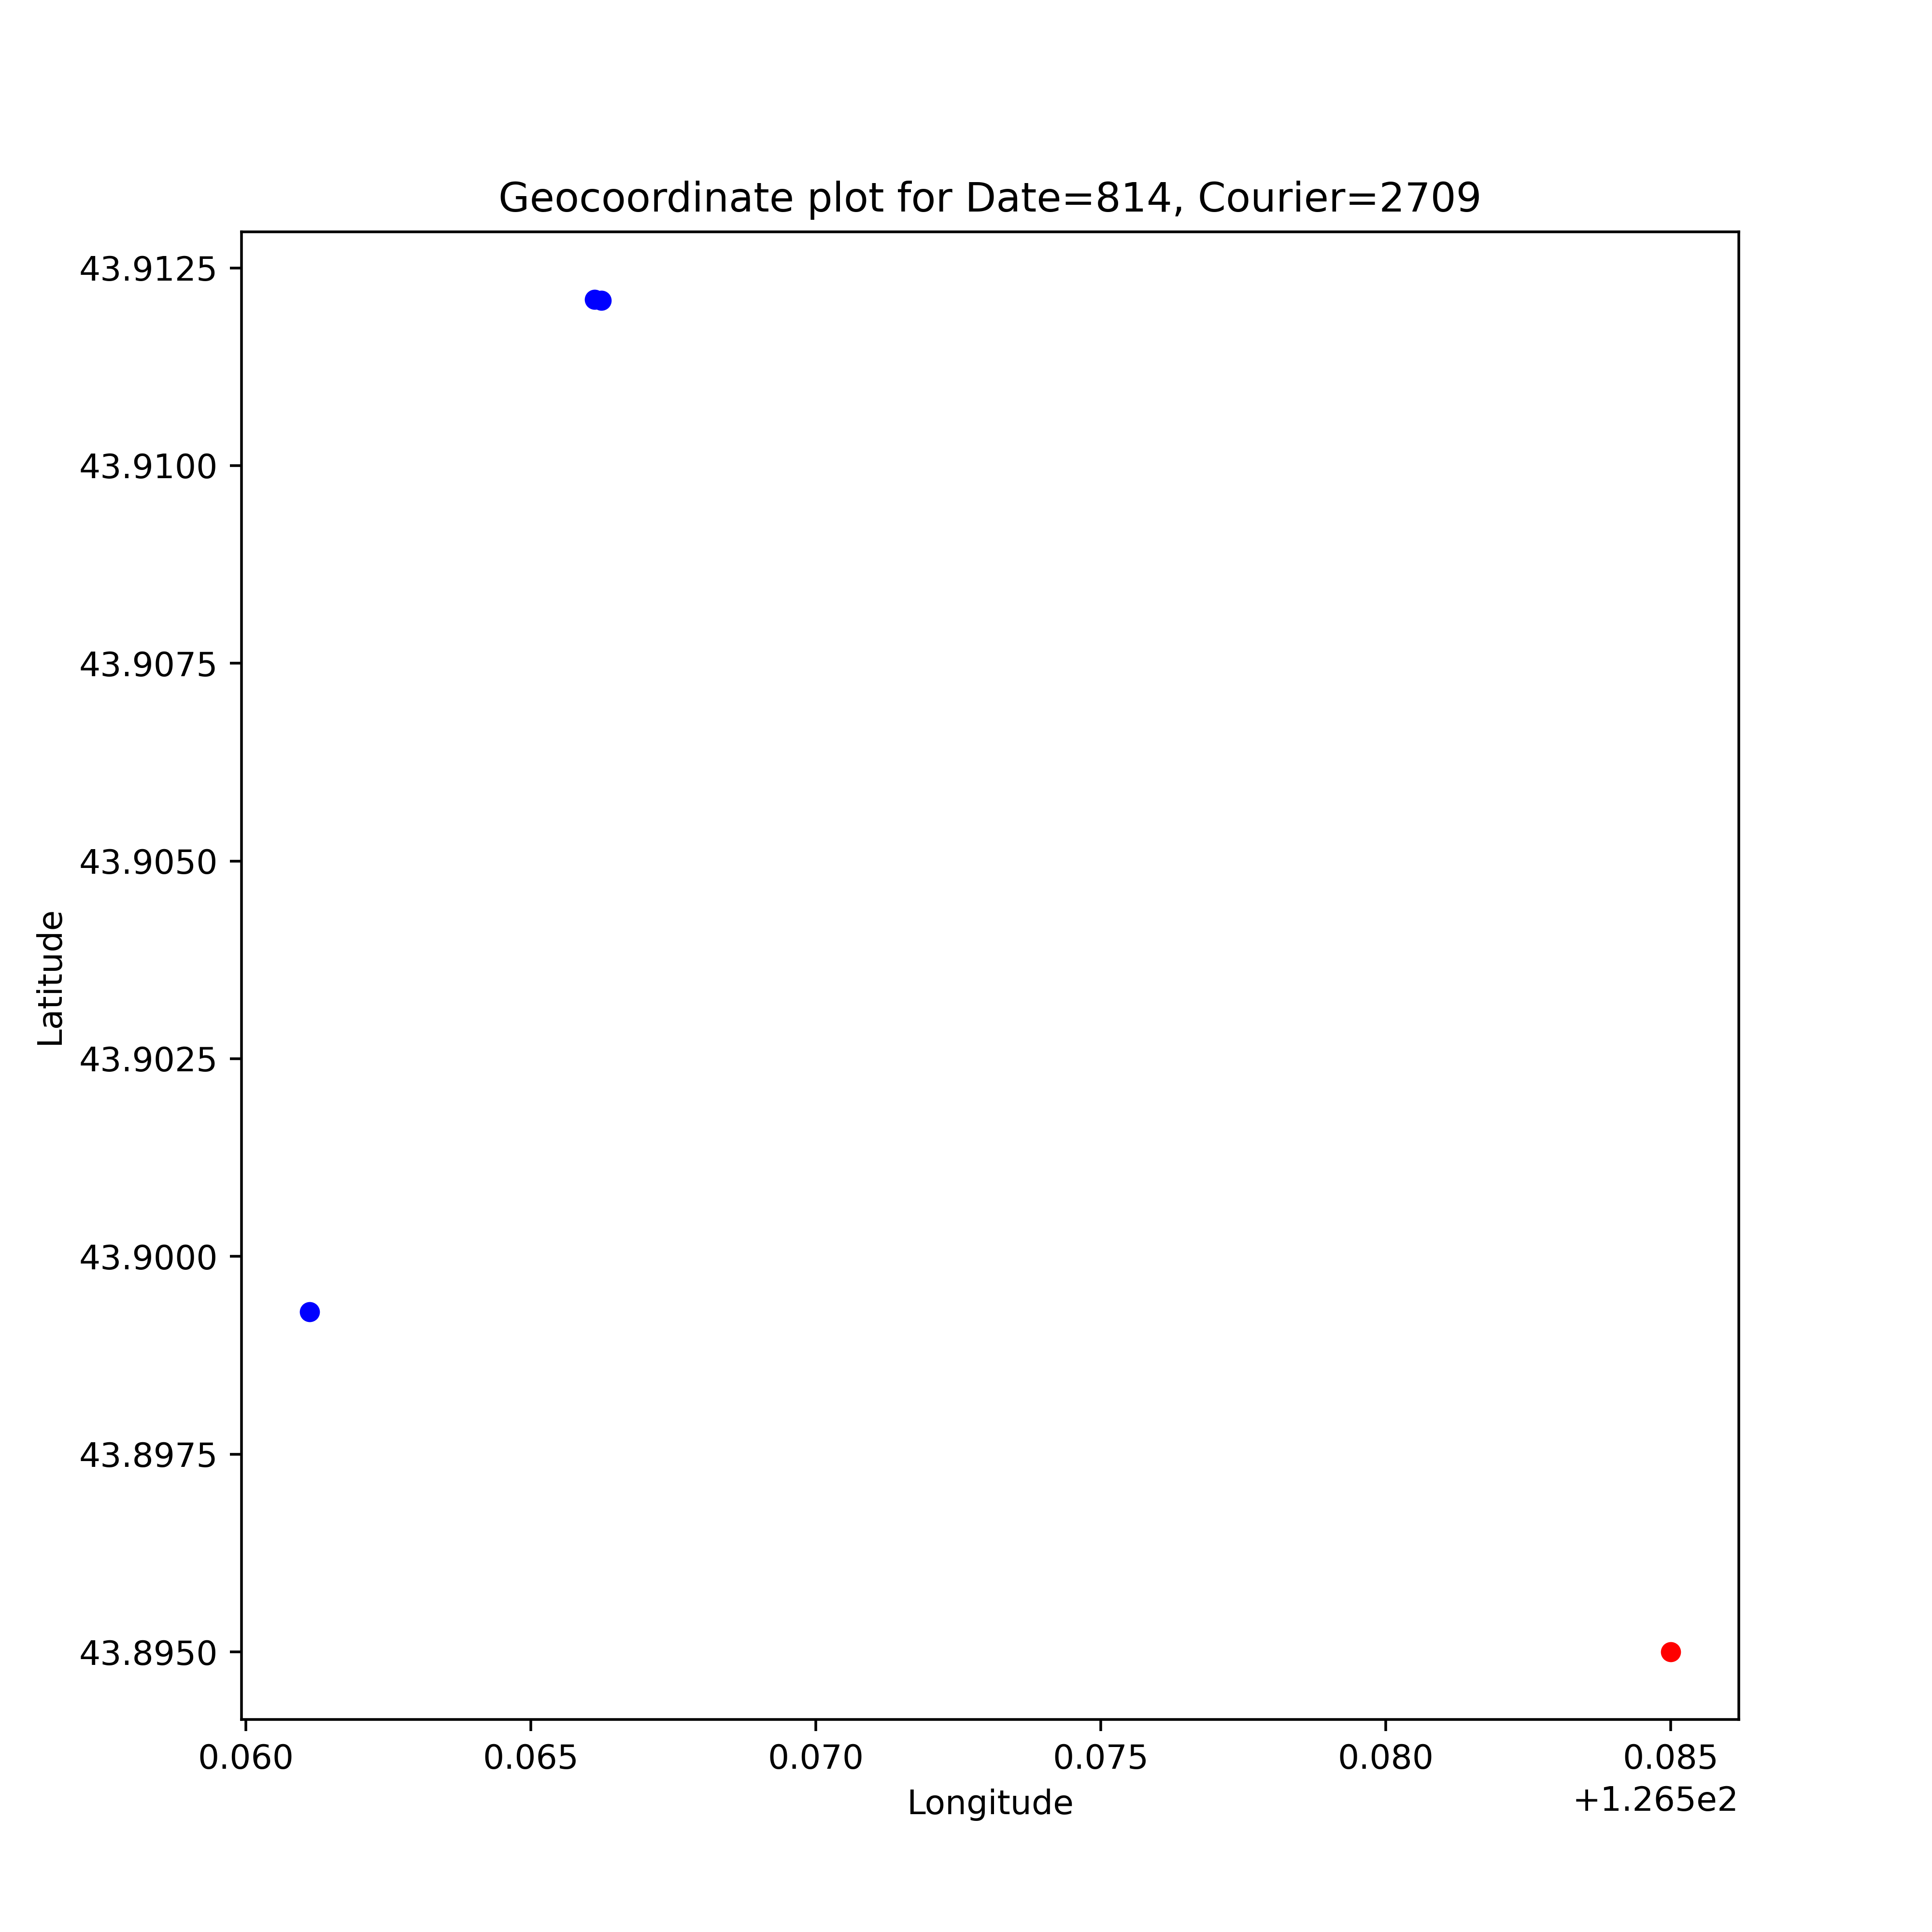 Geocoordinate plot for Date=814, Courier=2709
43.9125
43.9100
43.9075
43.9050
43.9025
43.9000
43.8975
43.8950
Latitude
0.060 0.065 0.070 0.075 0.080 0.085
+1.265e2
Longitude